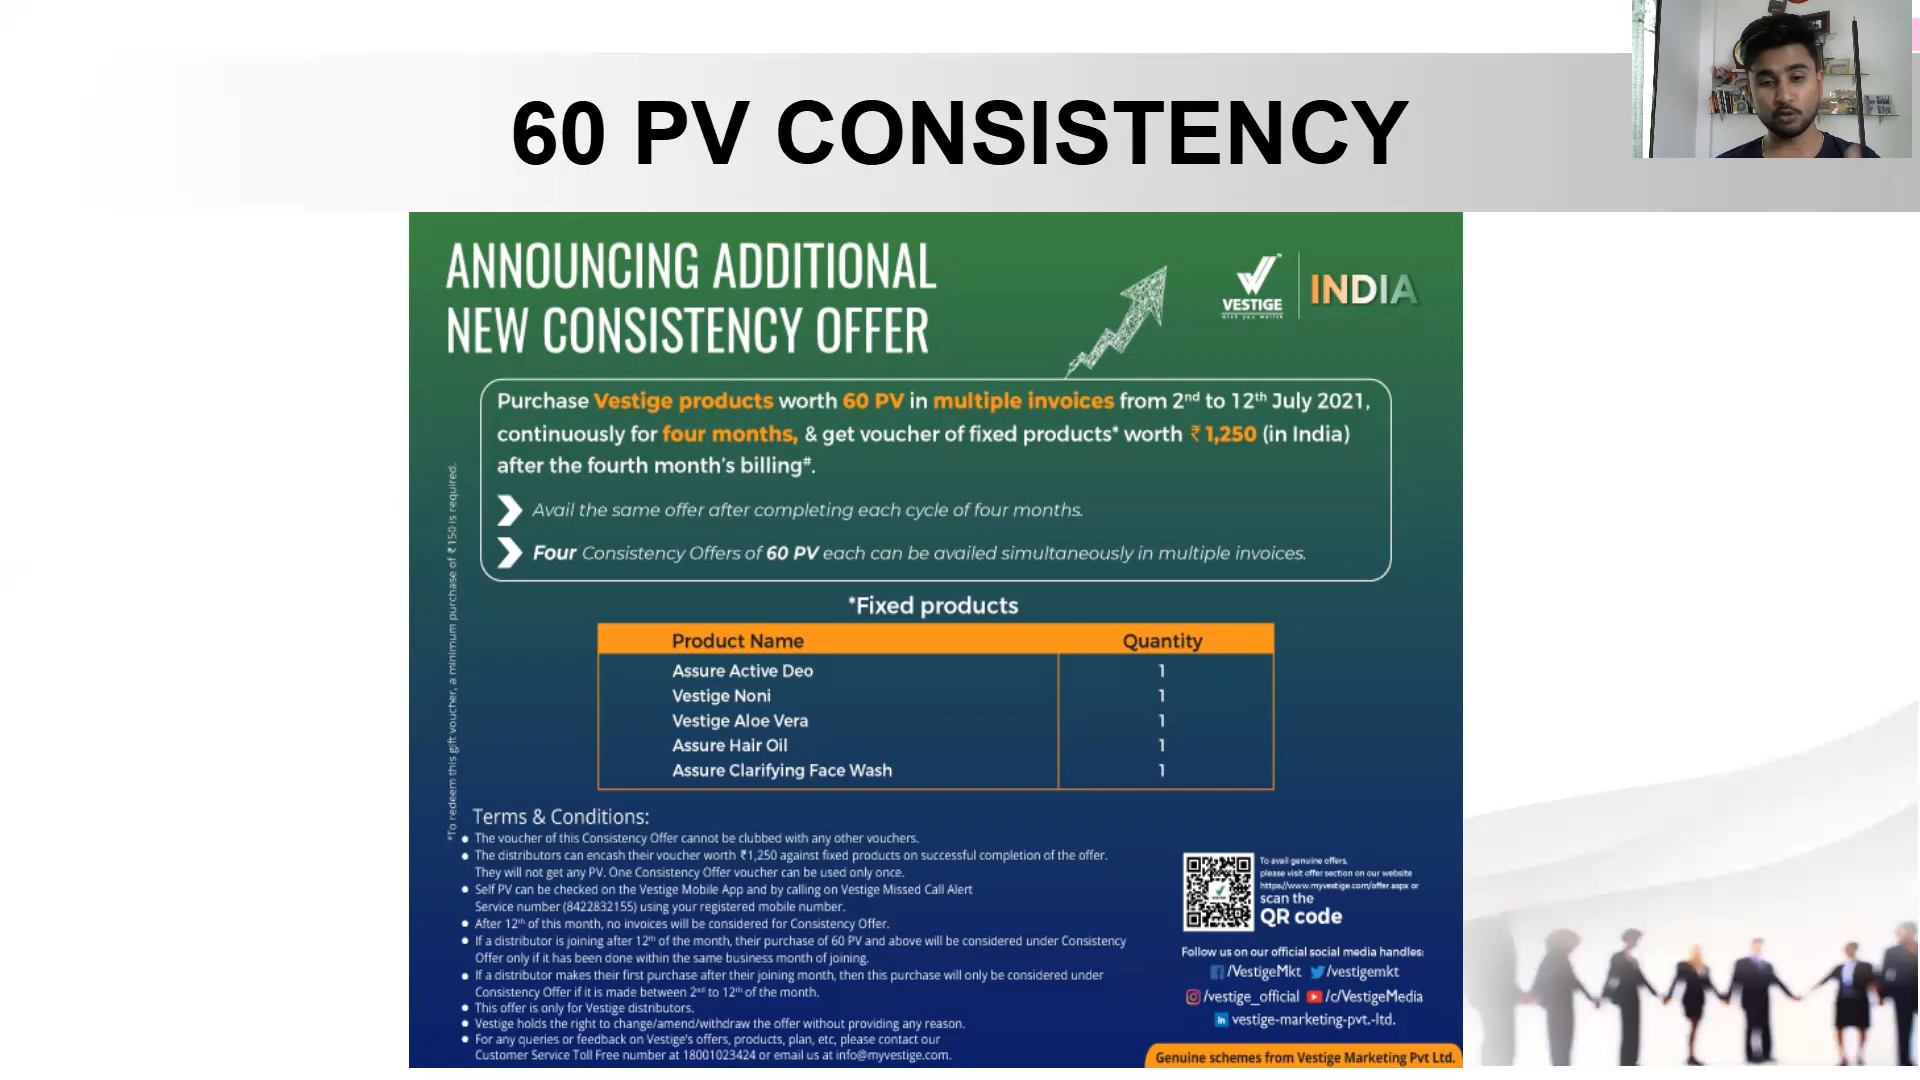 60 PV CONSISTENCY
ANNOUNCING ADDITIONAL
NEW CONSISTENCY OFFER
VESTIGE
INDIA
Purchase Vestige products worth 60 PV in multiple invoices from 2nd to 12th July 2021,
continuously for four months, & get voucher of fixed products* worth ₹1,250 (in India)
after the fourth month's billing#.
Avail the same offer after completing each cycle of four months.
Four Consistency Offers of 60 PV each can be availed simultaneously in multiple invoices.
*To redeem this gift voucher, a minimum purchase of ₹150 is required.
*Fixed products
Product Name Quantity
Assure Active Deo 1
Vestige Noni 1
Vestige Aloe Vera 1
Assure Hair Oil 1
Assure Clarifying Face Wash 1
Terms & Conditions:
The voucher of this Consistency Offer cannot be clubbed with any other vouchers.
The distributors can encash their voucher worth ₹1,250 against fixed products on successful completion of the offer.
They will not get any PV. One Consistency Offer voucher can be used only once.
Self PV can be checked on the Vestige Mobile App and by calling on Vestige Missed Call Alert
Service number (8422832155) using your registered mobile number.
After 12th of this month, no invoices will be considered for Consistency Offer.
If a distributor is joining after 12th of the month, their purchase of 60 PV and above will be considered under Consistency
Offer only if it has been done within the same business month of joining.
If a distributor makes their first purchase after their joining month, then this purchase will only be considered under
Consistency Offer if it is made between 2nd to 12th of the month.
This offer is only for Vestige distributors.
Vestige holds the right to change/amend/withdraw the offer without providing any reason.
For any queries or feedback on Vestige's offers, products, plan, etc, please contact our
Customer Service Toll Free number at 18001023424 or email us at info@myvestige.com.
To avail genuine offers,
please visit offer section on our website
https://www.myvestige.com/offer.aspx or
scan the
QR code
Follow us on our official social media handles:
/VestigeMkt /vestigemkt
/vestige_official /c/VestigeMedia
vestige-marketing-pvt.-ltd.
Genuine schemes from Vestige Marketing Pvt Ltd.